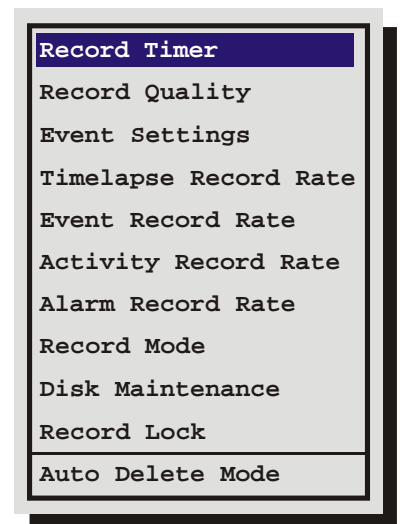 Record Timer
Record Quality
Event Settings
Timelapse Record Rate
Event Record Rate
Activity Record Rate
Alarm Record Rate
Record Mode
Disk Maintenance
Record Lock
Auto Delete Mode